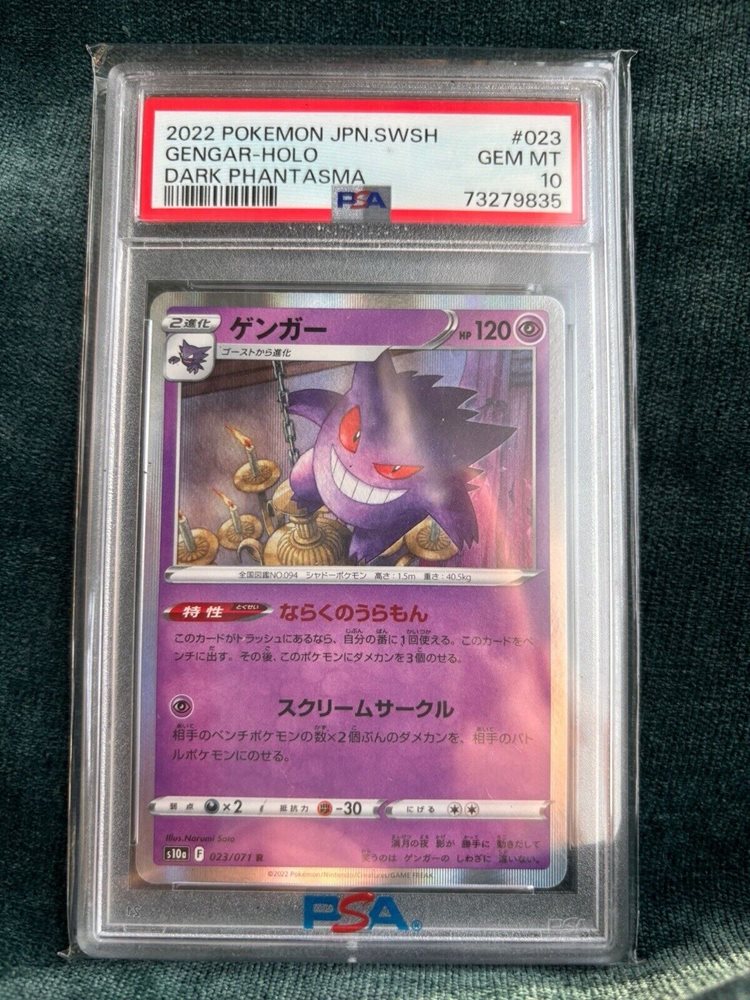 2022 POKEMON JPN.SWSH #023
GENGAR-HOLO GEM MT
DARK PHANTASMA 10
PSA 73279835
2進化 ゲンガー HP 120
ゴーストから進化
全国図鑑NO.094 シャドーポケモン 高さ:1.5m 重さ:40.5kg
特性 とくせい ならくのうらもん
このカードがトラッシュにあるなら、自分の番に1回使える。このカードをベ
ンチに出す。その後、このポケモンにダメカンを3個のせる。
スクリームサークル
相手のベンチポケモンの数×2個ぶんのダメカンを、相手のバト
ルポケモンにのせる。
弱点 ×2 抵抗力 -30 にげる
Illus.Narumi Sato
満月の夜 影が 勝手に 動きだして
笑うのは ゲンガーの しわざに 違いない。
s10a F 023/071 R
©2022 Pokémon/Nintendo/Creatures/GAME FREAK
PSA®